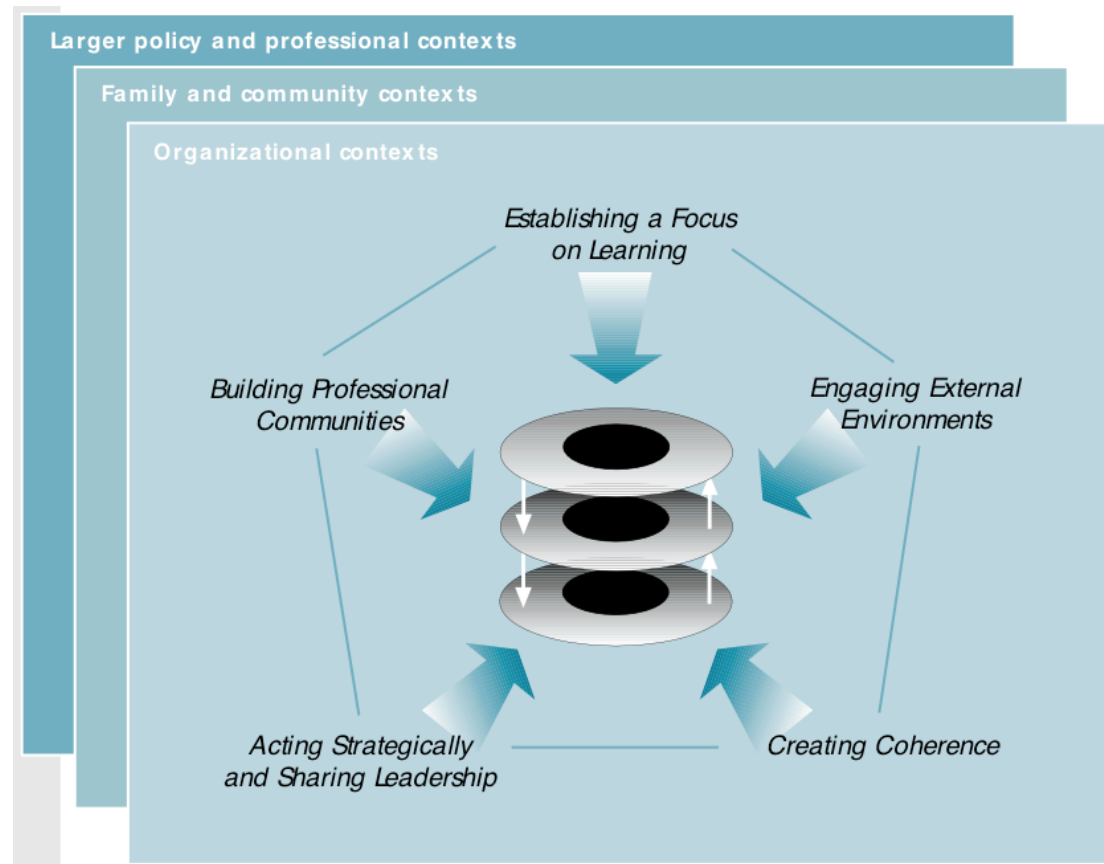 Larger policy and professional contexts
Family and community contexts
Organizational contexts
Establishing a Focus
on Learning
Building Professional
Communities
Engaging External
Environments
Acting Strategically
and Sharing Leadership
Creating Coherence